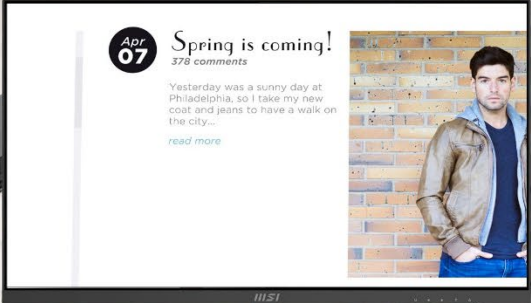 Apr
07
Spring is coming!
378 comments
Yesterday was a sunny day at
Philadelphia, so I take my new
coat and jeans to have a walk on
the city...
read more
msi